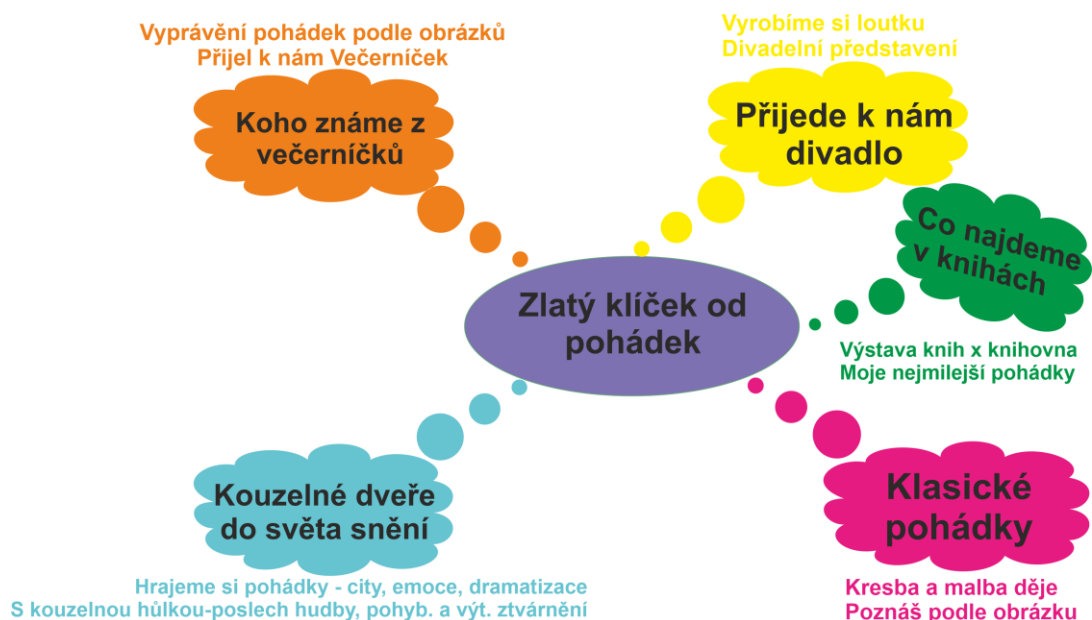 Vyprávění pohádek podle obrázků
Přijel k nám Večerníček
Koho známe z
večerníčků
Vyrobíme si loutku
Divadelní představení
Přijede k nám
divadlo
Co najdeme
v knihách
Výstava knih x knihovna
Moje nejmilejší pohádky
Zlatý klíček od
pohádek
Kouzelné dveře
do světa snění
Hrajeme si pohádky - city, emoce, dramatizace
S kouzelnou hůlkou-poslech hudby, pohyb. a výt. ztvárnění
Klasické
pohádky
Kresba a malba děje
Poznáš podle obrázku